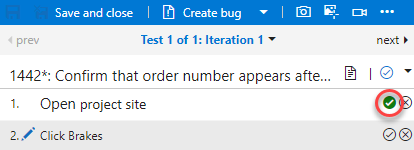 Save and close Create bug
prev Test 1 of 1: Iteration 1 next
1442*: Confirm that order number appears afte...
1. Open project site
2. Click Brakes